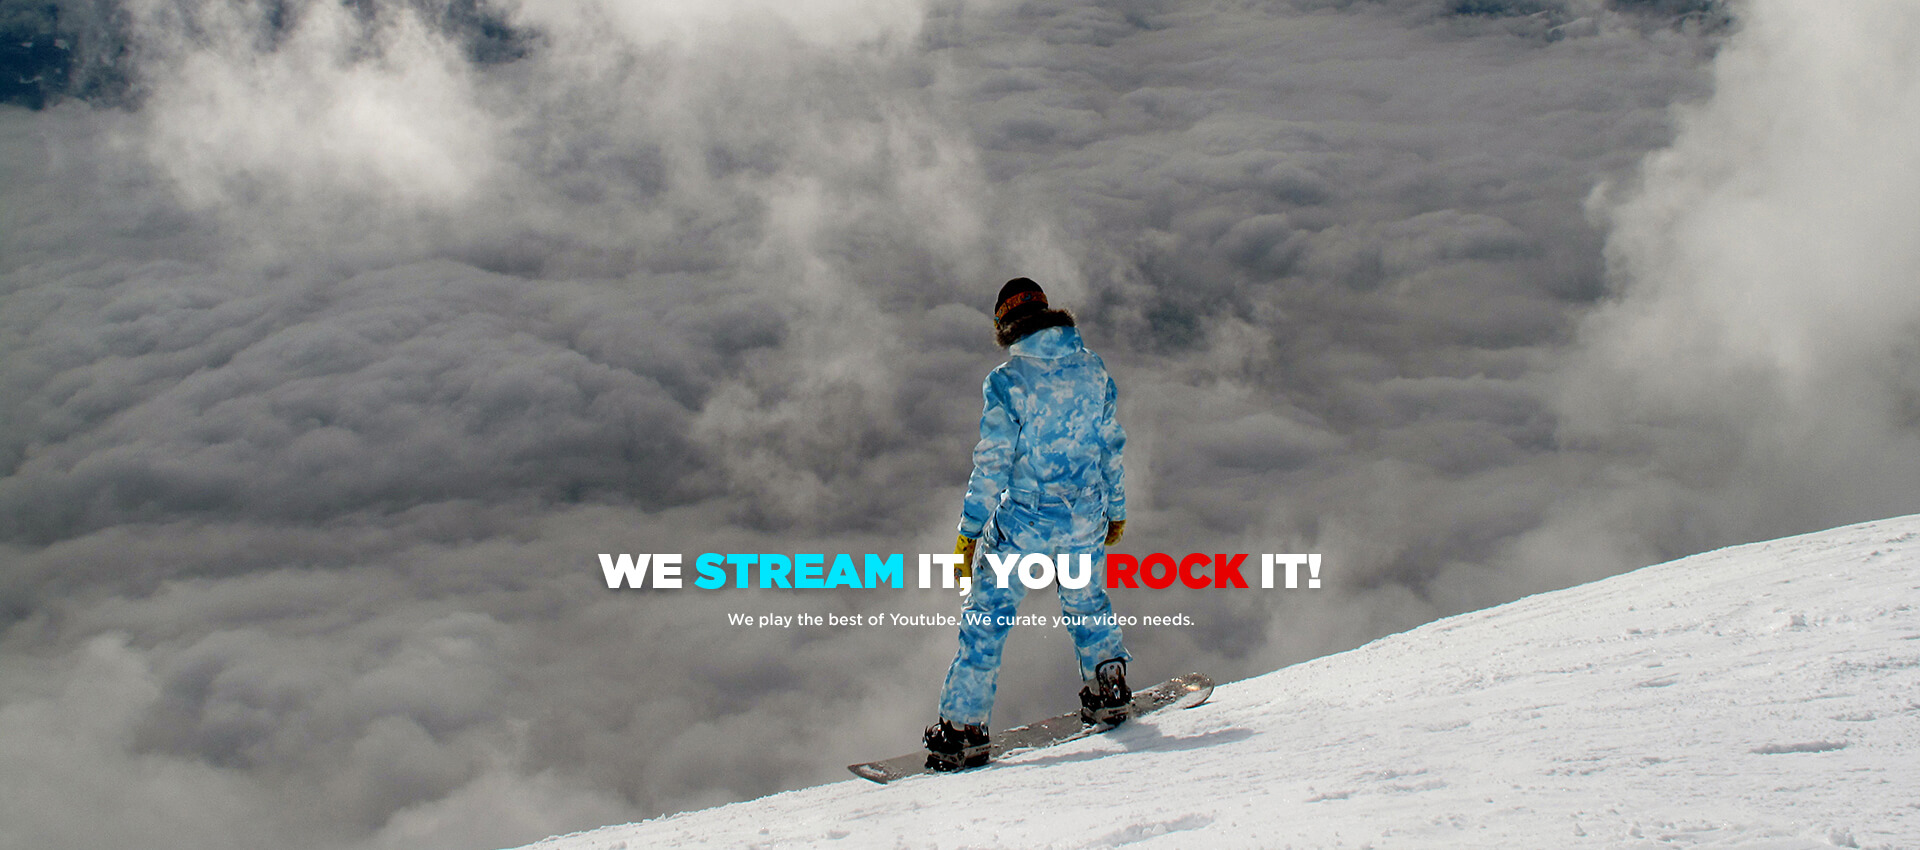 WE STREAM IT, YOU ROCK IT!
We play the best of Youtube. We curate your video needs.